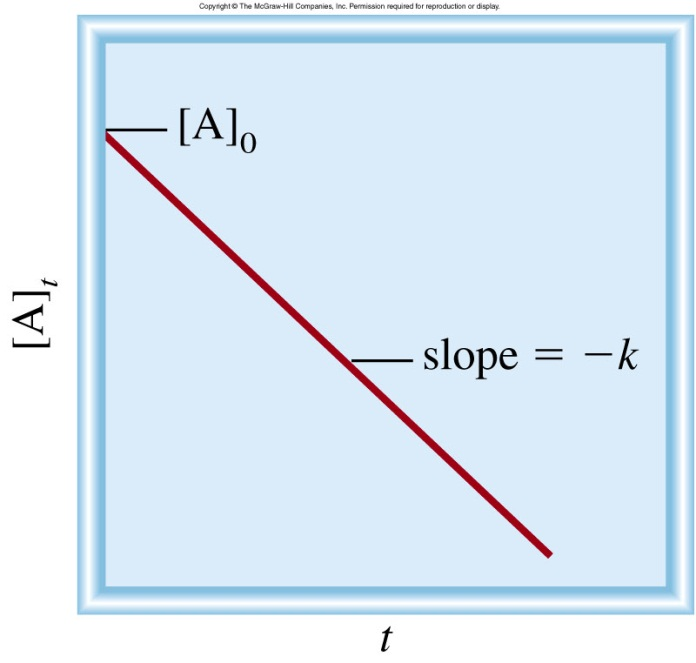 Copyright © The McGraw-Hill Companies, Inc. Permission required for reproduction or display.
[A]₀
[A]ₜ
slope = −k
t